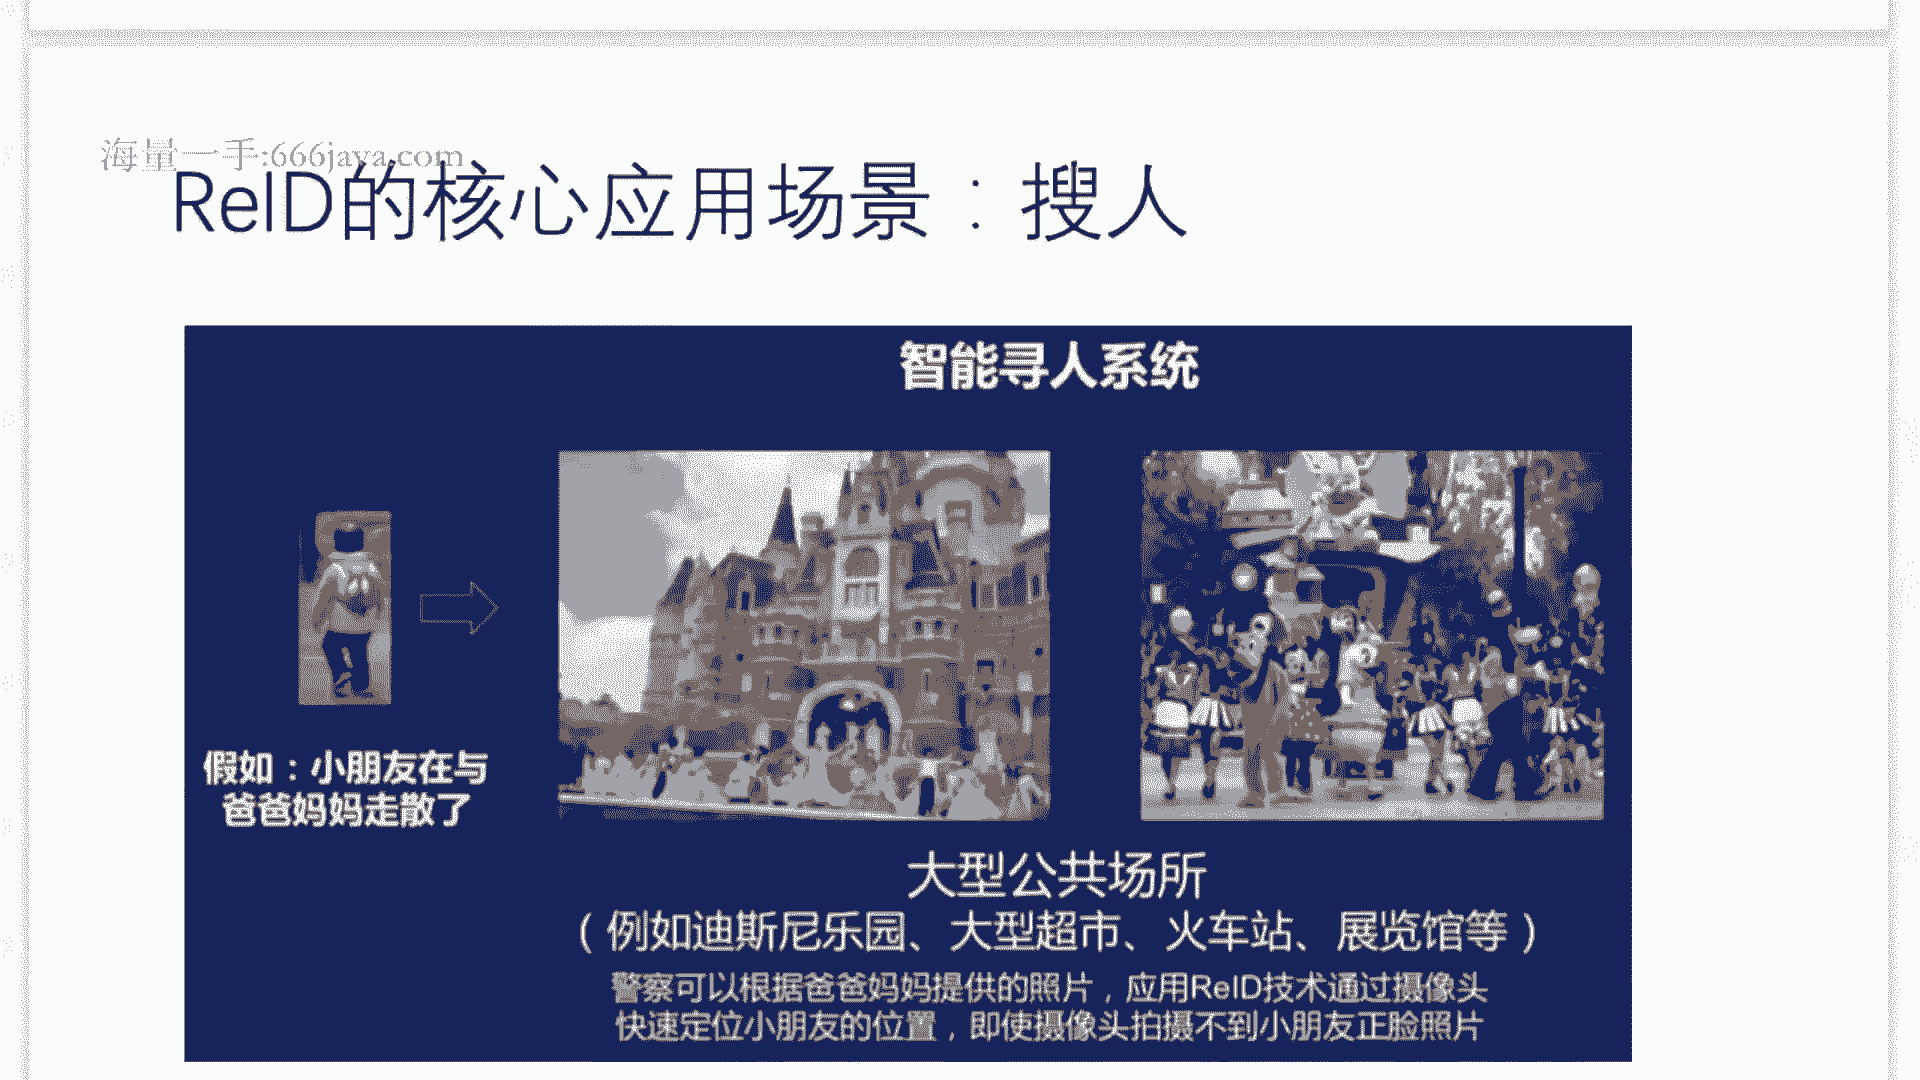 海量一手:666java.com
ReID的核心应用场景：搜人
智能寻人系统
假如：小朋友在与
爸爸妈妈走散了
大型公共场所
（例如迪斯尼乐园、大型超市、火车站、展览馆等）
警察可以根据爸爸妈妈提供的照片，应用ReID技术通过摄像头
快速定位小朋友的位置，即使摄像头拍摄不到小朋友正脸照片